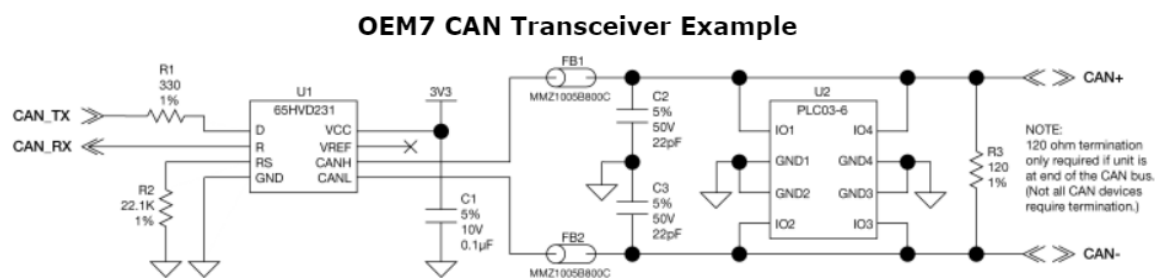 OEM7 CAN Transceiver Example
R1
330
1%
CAN_TX
CAN_RX
R2
22.1K
1%
U1
65HVD231
D
R
RS
GND
VCC
VREF
CANH
CANL
3V3
C1
5%
10V
0.1µF
FB1
MMZ1005B800C
FB2
MMZ1005B800C
C2
5%
50V
22pF
C3
5%
50V
22pF
U2
PLC03-6
IO1
GND1
GND2
IO2
IO4
GND4
GND3
IO3
R3
120
1%
CAN+
NOTE:
120 ohm termination
only required if unit is
at end of the CAN bus.
(Not all CAN devices
require termination.)
CAN-